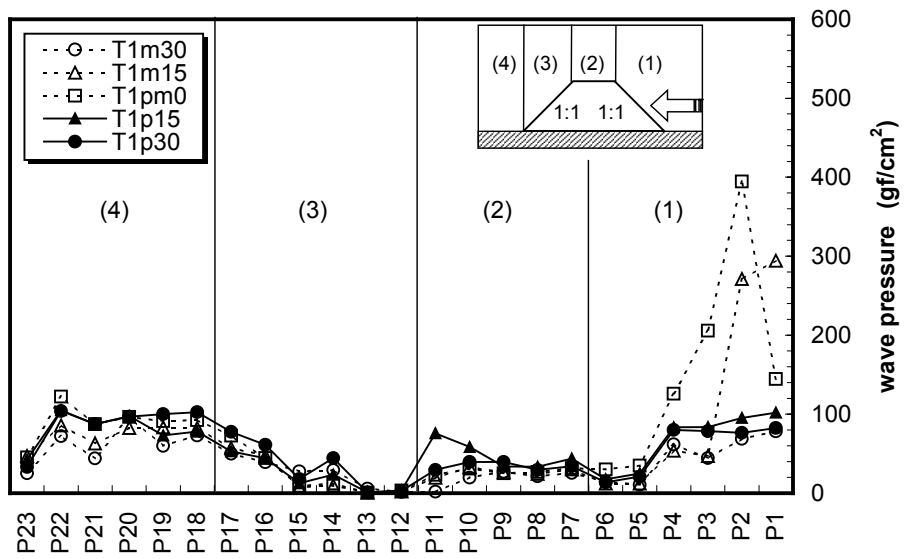 T1m30
T1m15
T1pm0
T1p15
T1p30
(4) (3) (2) (1)
1:1 1:1
(4) (3) (2) (1)
600
500
400
300
200
100
0
wave pressure (gf/cm²)
P23 P22 P21 P20 P19 P18 P17 P16 P15 P14 P13 P12 P11 P10 P9 P8 P7 P6 P5 P4 P3 P2 P1